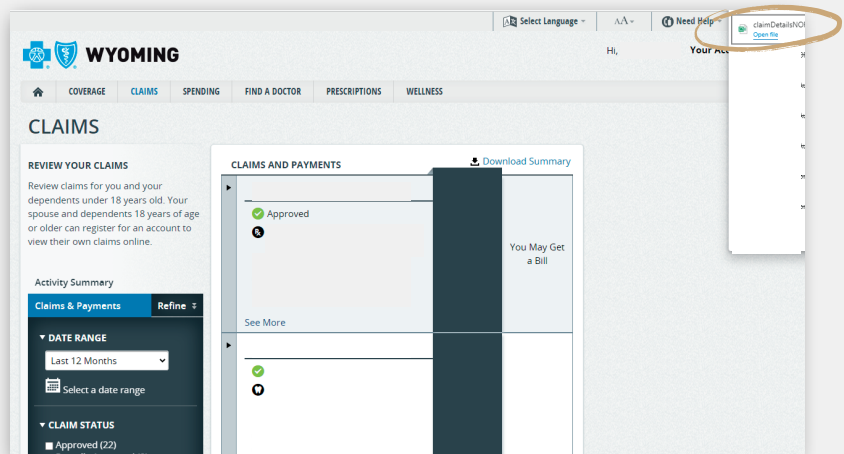 Select Language
AA
Need Help
claimDetailsNO
Open file
WYOMING
Hi,
Your Acc
COVERAGE
CLAIMS
SPENDING
FIND A DOCTOR
PRESCRIPTIONS
WELLNESS
CLAIMS
REVIEW YOUR CLAIMS
Review claims for you and your
dependents under 18 years old. Your
spouse and dependents 18 years of age
or older can register for an account to
view their own claims online.
Activity Summary
Claims & Payments
Refine
DATE RANGE
Last 12 Months
Select a date range
CLAIM STATUS
Approved (22)
CLAIMS AND PAYMENTS
Download Summary
Approved
Rx
You May Get
a Bill
See More